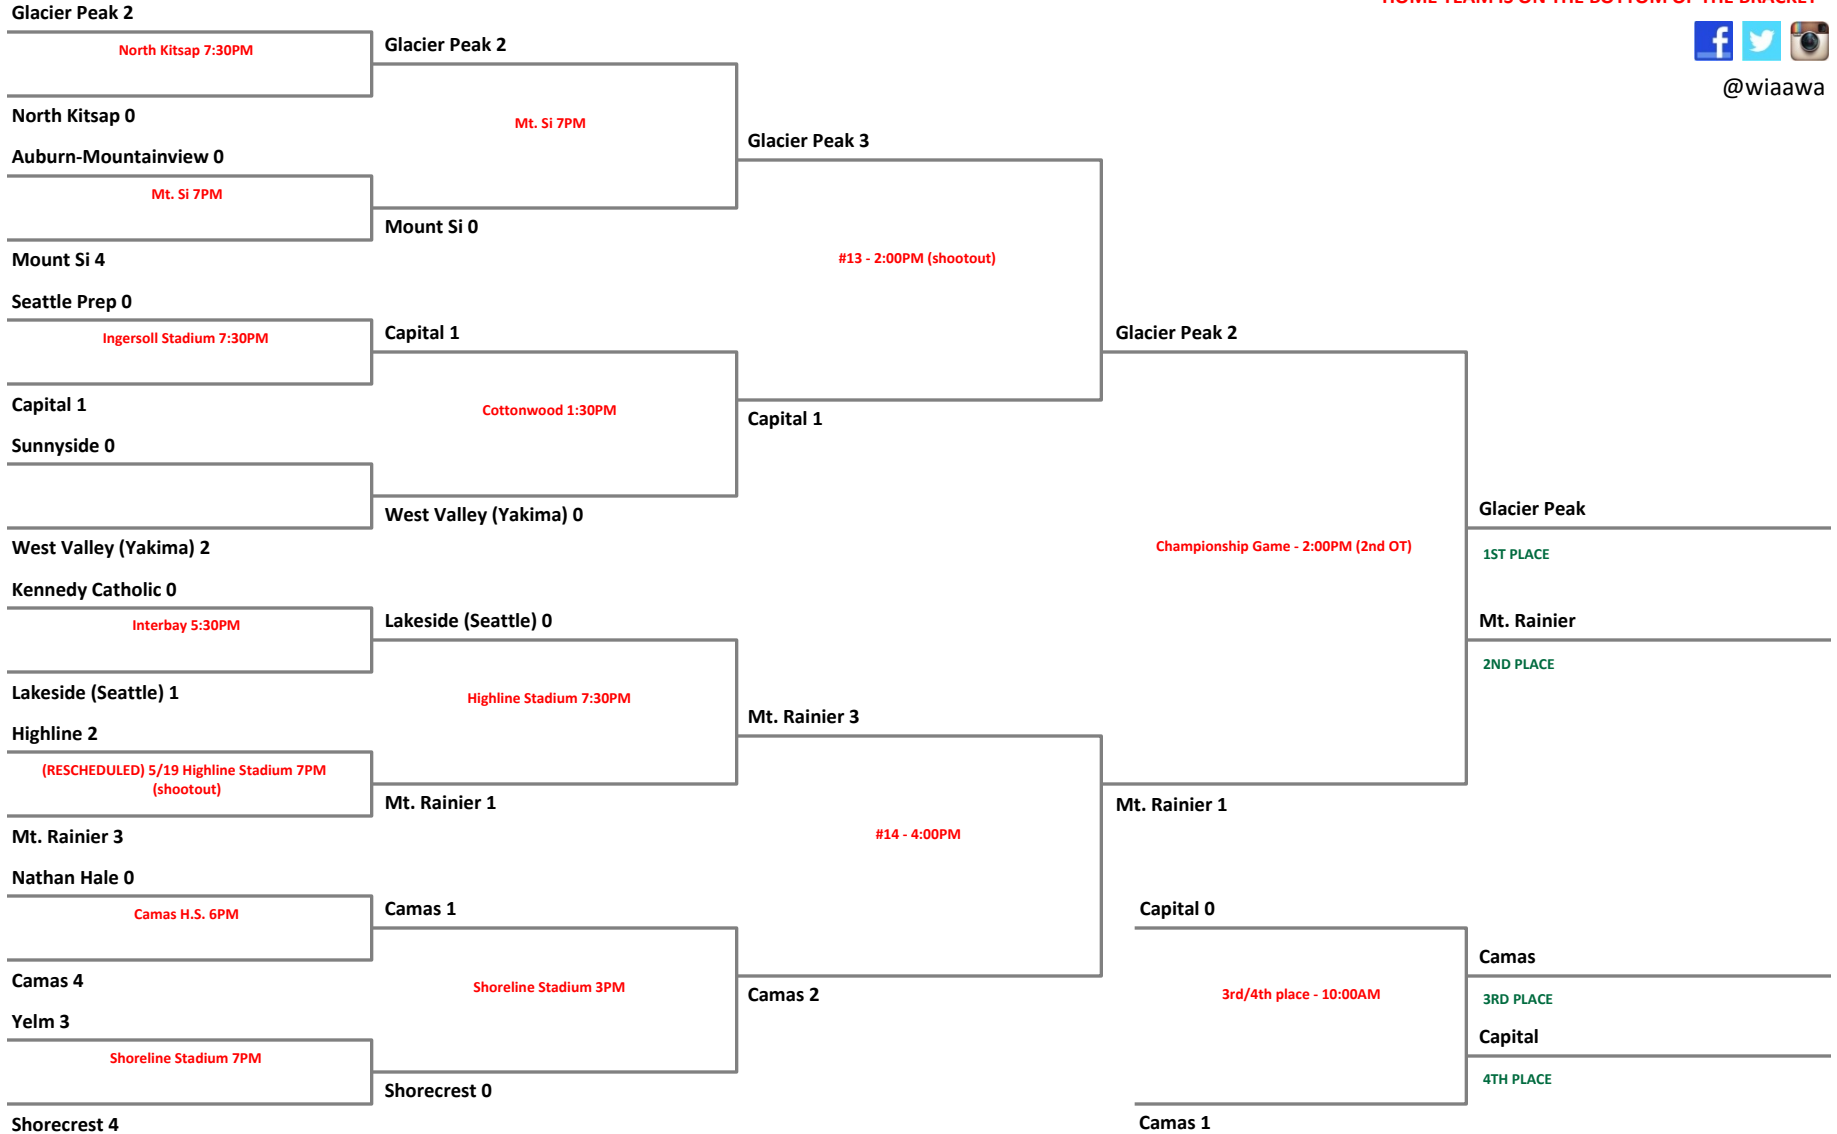 HOME TEAM IS ON THE BOTTOM OF THE BRACKET
@wiaawa
Glacier Peak 2
North Kitsap 7:30PM
North Kitsap 0
Auburn-Mountainview 0
Mt. Si 7PM
Mount Si 4
Seattle Prep 0
Ingersoll Stadium 7:30PM
Capital 1
Sunnyside 0
West Valley (Yakima) 2
Kennedy Catholic 0
Interbay 5:30PM
Lakeside (Seattle) 1
Highline 2
(RESCHEDULED) 5/19 Highline Stadium 7PM
(shootout)
Mt. Rainier 3
Nathan Hale 0
Camas H.S. 6PM
Camas 4
Yelm 3
Shoreline Stadium 7PM
Shorecrest 4
Glacier Peak 2
Mt. Si 7PM
Mount Si 0
Capital 1
Cottonwood 1:30PM
West Valley (Yakima) 0
Lakeside (Seattle) 0
Highline Stadium 7:30PM
Mt. Rainier 1
Camas 1
Shoreline Stadium 3PM
Shorecrest 0
Glacier Peak 3
#13 - 2:00PM (shootout)
Capital 1
Mt. Rainier 3
#14 - 4:00PM
Camas 2
Glacier Peak 2
Championship Game - 2:00PM (2nd OT)
Mt. Rainier 1
Capital 0
3rd/4th place - 10:00AM
Camas 1
Glacier Peak
1ST PLACE
Mt. Rainier
2ND PLACE
Camas
3RD PLACE
Capital
4TH PLACE